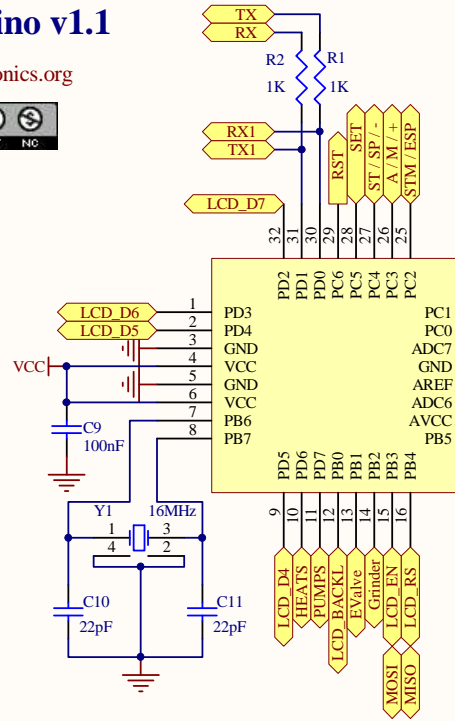 ino v1.1
onics.org
NC
TX
RX
R2
R1
1K
1K
RX1
TX1
RST
SET
ST / SP / -
A / M / +
STM / ESP
LCD_D7
32
31
30
29
28
27
26
25
PD2
PD1
PD0
PC6
PC5
PC4
PC3
PC2
LCD_D6
1
PD3
LCD_D5
2
PD4
3
GND
VCC
4
VCC
5
GND
6
VCC
7
PB6
8
PB7
PC1
PC0
ADC7
GND
AREF
ADC6
AVCC
PB5
C9
100nF
PD5
PD6
PD7
PB0
PB1
PB2
PB3
PB4
9
10
11
12
13
14
15
16
Y1
16MHz
1
3
4
2
C10
22pF
C11
22pF
LCD_D4
HEATS
PUMPS
LCD_BACKL
EValve
Grinder
LCD_EN
LCD_RS
MOSI
MISO